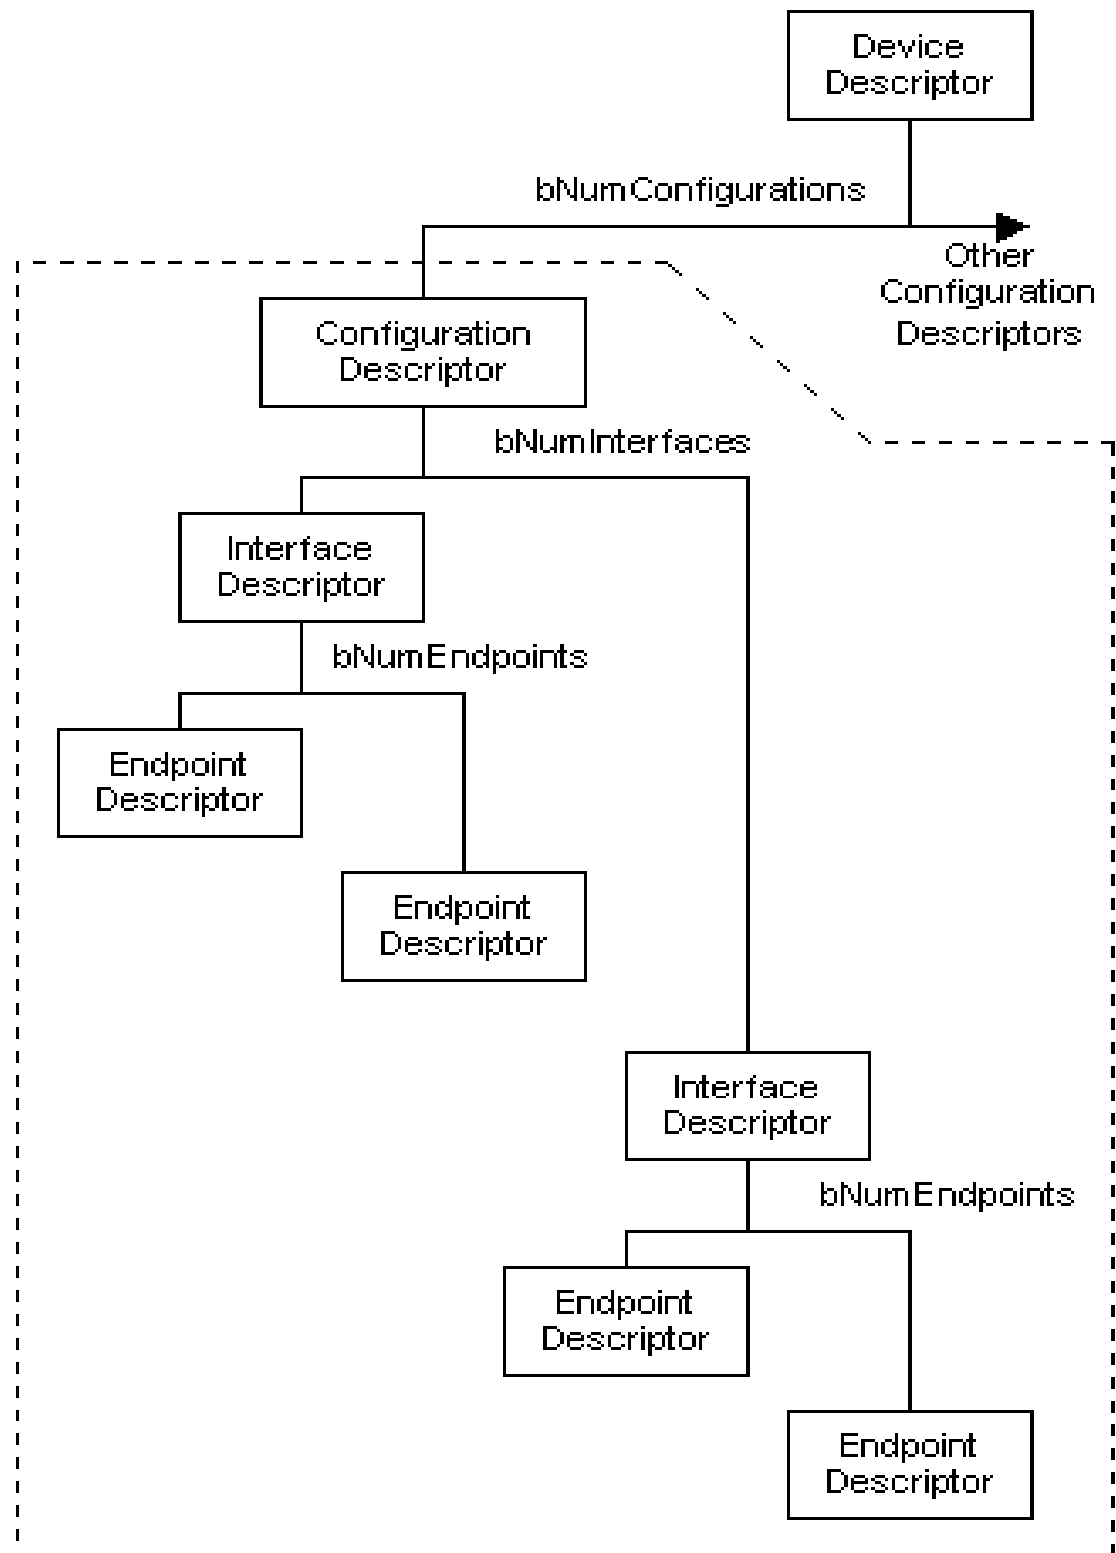 Device
Descriptor
bNumConfigurations
Other
Configuration
Descriptors
Configuration
Descriptor
bNumInterfaces
Interface
Descriptor
bNumEndpoints
Endpoint
Descriptor
Endpoint
Descriptor
Interface
Descriptor
bNumEndpoints
Endpoint
Descriptor
Endpoint
Descriptor